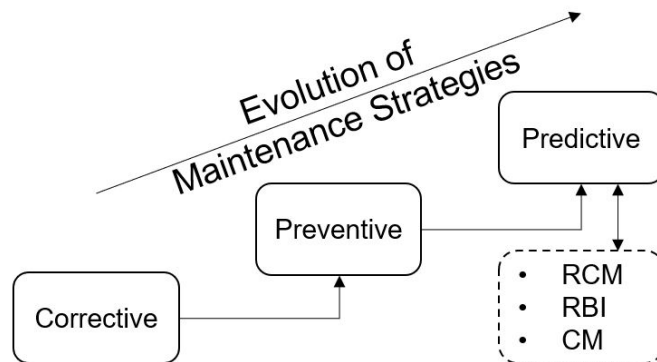 Evolution of
Maintenance Strategies
Predictive
Preventive
Corrective
• RCM
• RBI
• CM